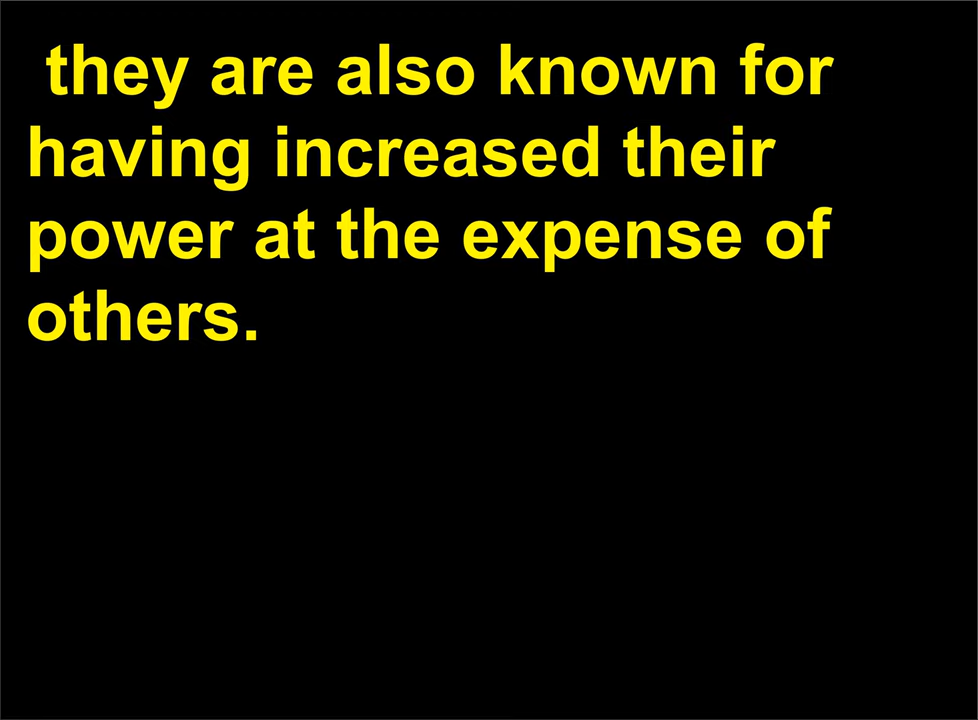 they are also known for
having increased their
power at the expense of
others.